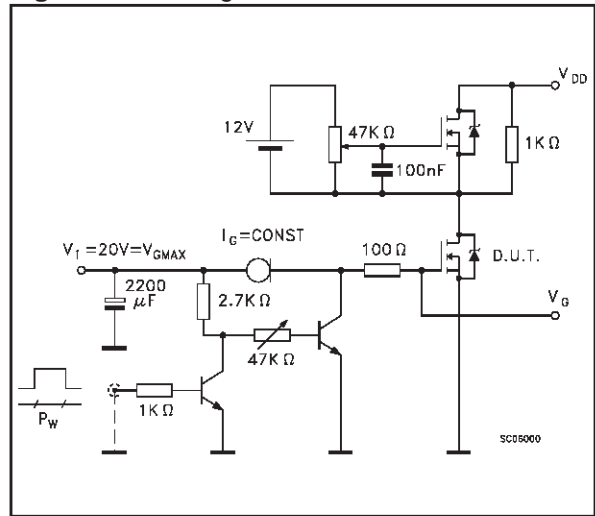 V_DD
12V
47KΩ
1KΩ
100nF
I_G=CONST
V_i=20V=V_GMAX
100Ω
D.U.T.
2200
μF
2.7KΩ
V_G
47KΩ
1KΩ
P_W
SC06000